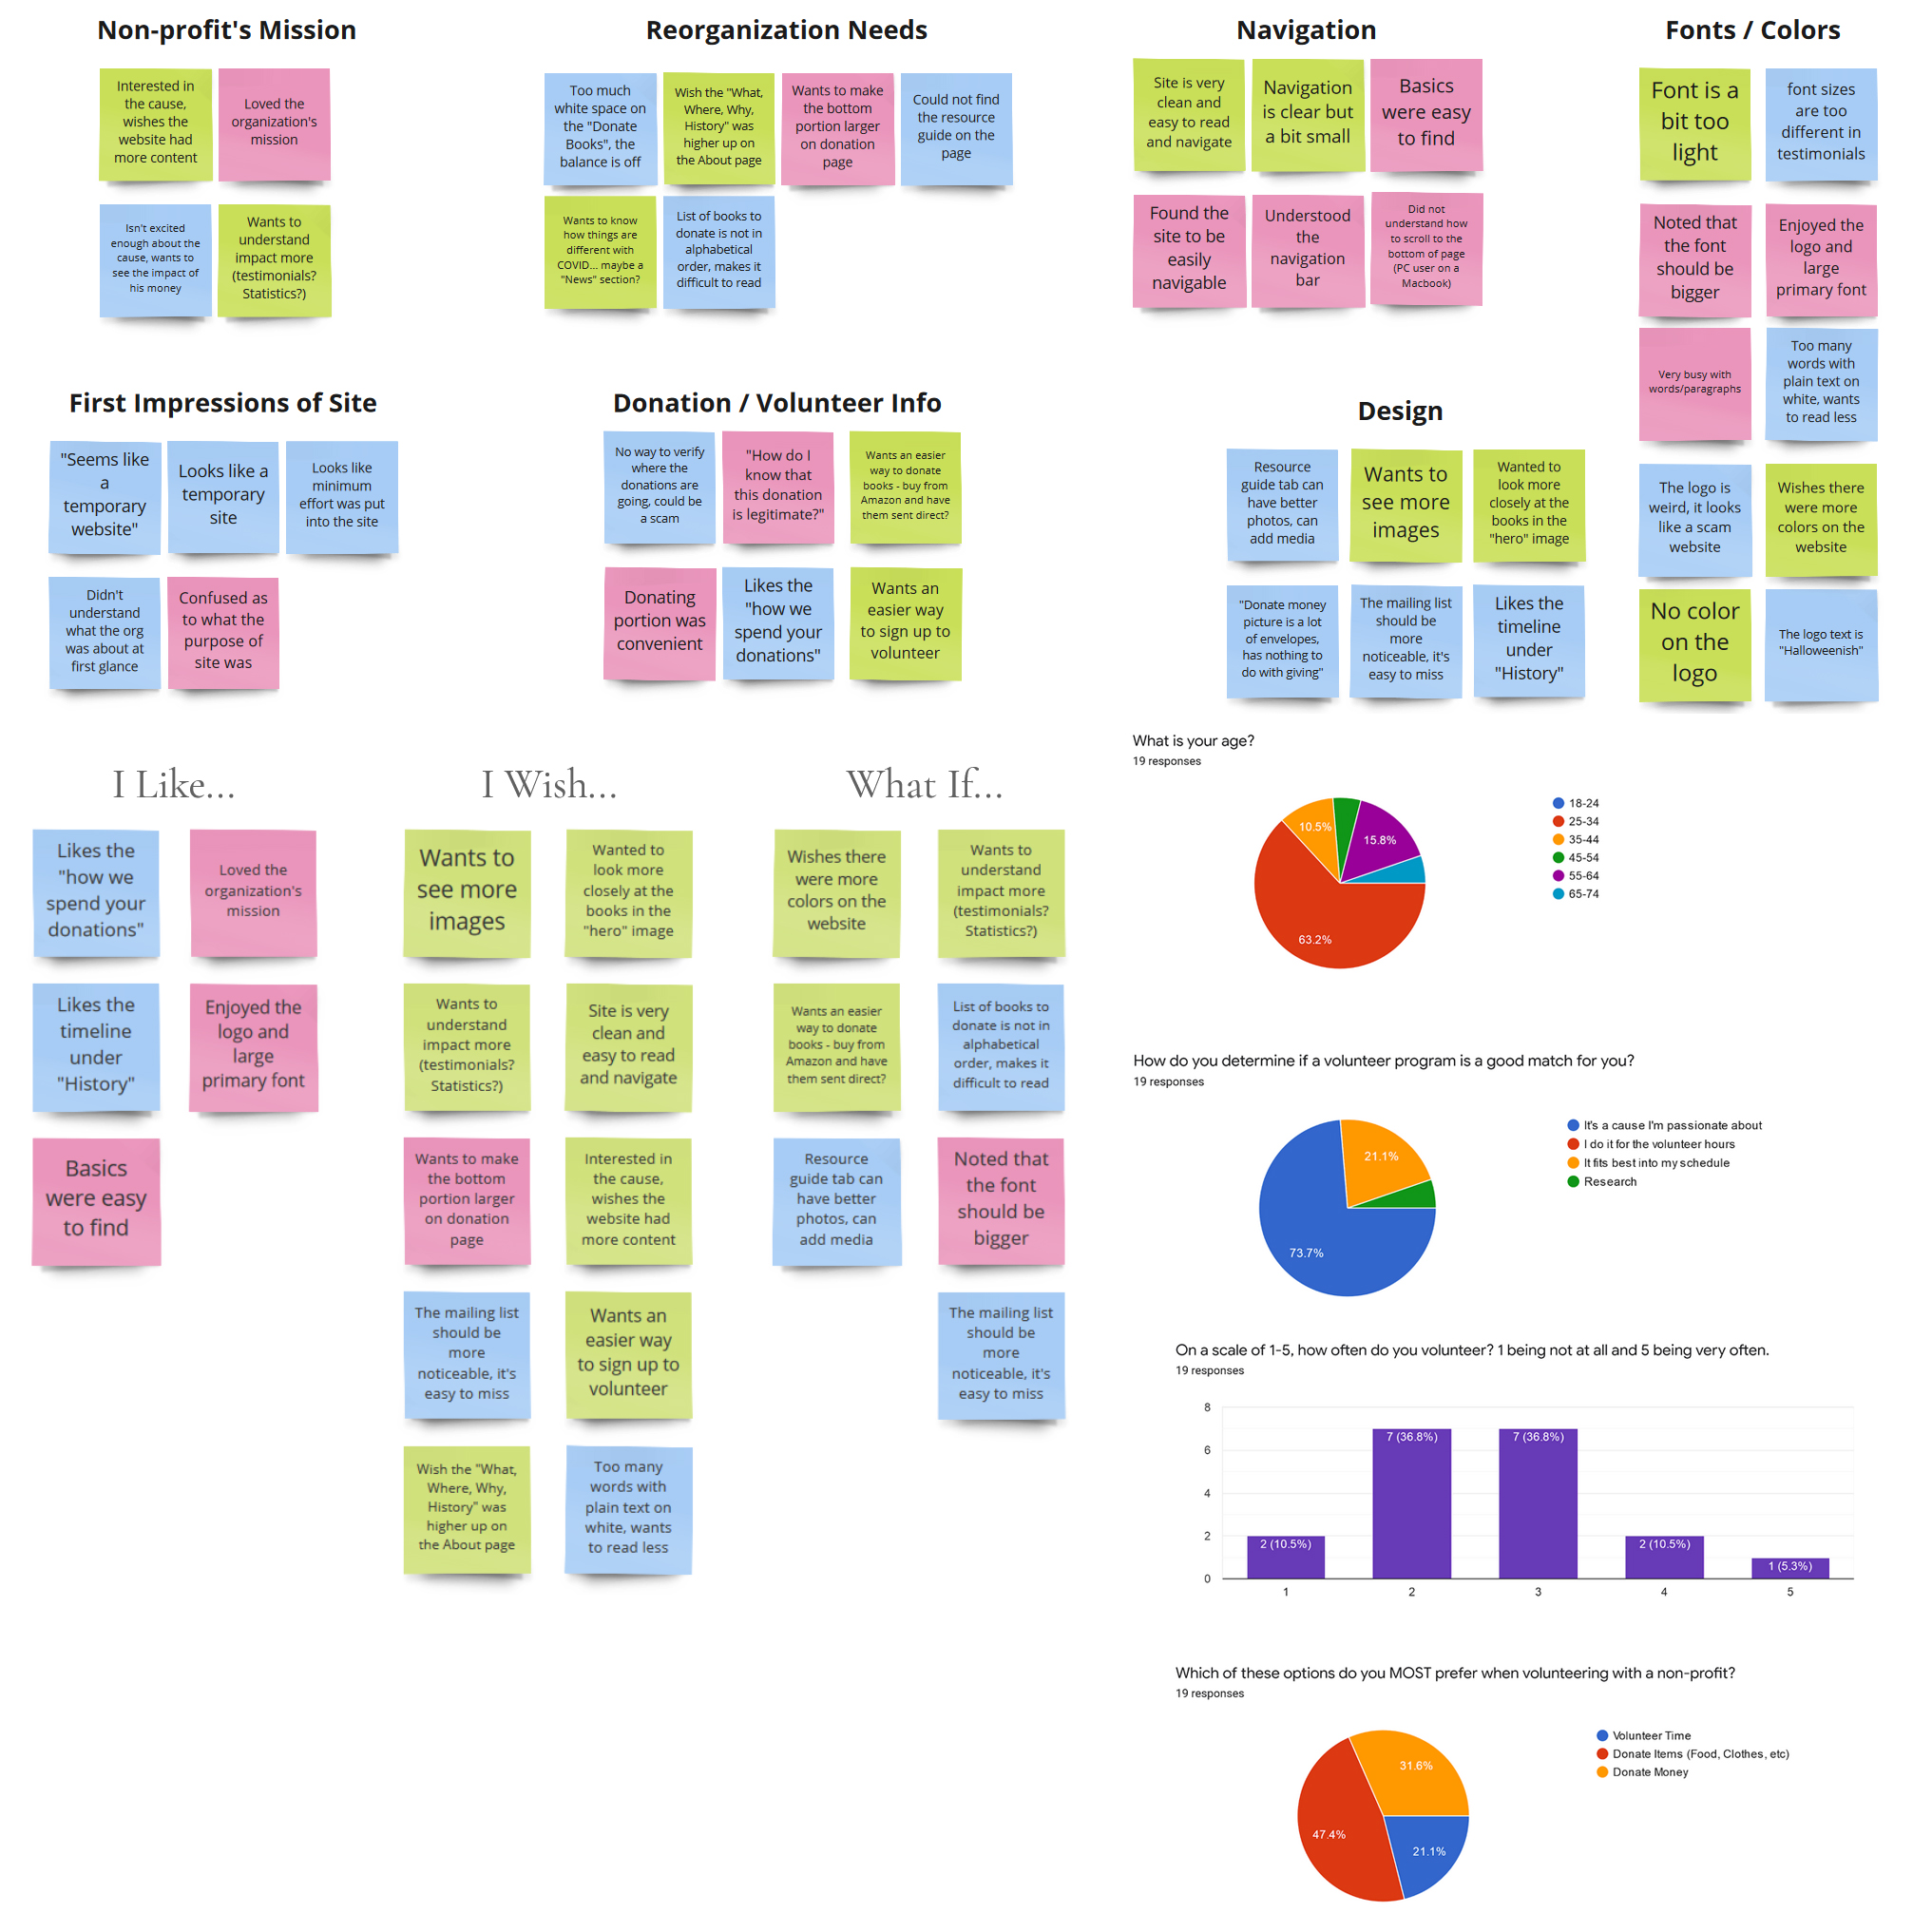 Non-profit's Mission
Interested in
the cause,
wishes the
website had
more content
Loved the
organization's
mission
Isn't excited
enough about the
cause, wants to
see the impact of
his money
Wants to
understand
impact more
(testimonials?
Statistics?)
Reorganization Needs
Too much
white space on
the "Donate
Books", the
balance is off
Wish the "What,
Where, Why,
History" was
higher up on
the About page
Wants to make
the bottom
portion larger
on donation
page
Could not find
the resource
guide on the
page
Wants to know
how things are
different with
COVID... maybe a
"News" section?
List of books to
donate is not in
alphabetical
order, makes it
difficult to read
Navigation
Site is very
clean and
easy to read
and navigate
Navigation
is clear but
a bit small
Basics
were easy
to find
Found the
site to be
easily
navigable
Understood
the
navigation
bar
Did not
understand how
to scroll to the
bottom of page
(PC user on a
Macbook)
Fonts / Colors
Font is a
bit too
light
font sizes
are too
different in
testimonials
Noted that
the font
should be
bigger
Enjoyed the
logo and
large
primary font
Very busy with
words/paragraphs
Too many
words with
plain text on
white, wants
to read less
The logo is
weird, it looks
like a scam
website
Wishes there
were more
colors on the
website
No color
on the
logo
The logo text is
"Halloweenish"
First Impressions of Site
"Seems like
a
temporary
website"
Looks like a
temporary
site
Looks like
minimum
effort was put
into the site
Didn't
understand
what the org
was about at
first glance
Confused as
to what the
purpose of
site was
Donation / Volunteer Info
No way to verify
where the
donations are
going, could be
a scam
"How do I
know that
this donation
is legitimate?"
Wants an easier
way to donate
books - buy from
Amazon and have
them sent direct?
Donating
portion was
convenient
Likes the
"how we
spend your
donations"
Wants an
easier way
to sign up to
volunteer
Design
Resource
guide tab can
have better
photos, can
add media
Wants to
see more
images
Wanted to
look more
closely at the
books in the
"hero" image
"Donate money
picture is a lot
of envelopes,
has nothing to
do with giving"
The mailing list
should be
more
noticeable, it's
easy to miss
Likes the
timeline
under
"History"
I Like...
Likes the
"how we
spend your
donations"
Loved the
organization's
mission
Likes the
timeline
under
"History"
Enjoyed the
logo and
large
primary font
Basics
were easy
to find
I Wish...
Wants to
see more
images
Wanted to
look more
closely at the
books in the
"hero" image
Wants to
understand
impact more
(testimonials?
Statistics?)
Site is very
clean and
easy to read
and navigate
Wants to make
the bottom
portion larger
on donation
page
Interested in
the cause,
wishes the
website had
more content
The mailing list
should be
more
noticeable, it's
easy to miss
Wants an
easier way
to sign up to
volunteer
Wish the "What,
Where, Why,
History" was
higher up on
the About page
Too many
words with
plain text on
white, wants
to read less
What If...
Wishes there
were more
colors on the
website
Wants to
understand
impact more
(testimonials?
Statistics?)
Wants an easier
way to donate
books - buy from
Amazon and have
them sent direct?
List of books to
donate is not in
alphabetical
order, makes it
difficult to read
Resource
guide tab can
have better
photos, can
add media
Noted that
the font
should be
bigger
The mailing list
should be
more
noticeable, it's
easy to miss
What is your age?
19 responses
10.5%
15.8%
63.2%
18-24
25-34
35-44
45-54
55-64
65-74
How do you determine if a volunteer program is a good match for you?
19 responses
21.1%
73.7%
It's a cause I'm passionate about
I do it for the volunteer hours
It fits best into my schedule
Research
On a scale of 1-5, how often do you volunteer? 1 being not at all and 5 being very often.
19 responses
8
6
4
2
0
2 (10.5%)
7 (36.8%)
7 (36.8%)
2 (10.5%)
1 (5.3%)
1
2
3
4
5
Which of these options do you MOST prefer when volunteering with a non-profit?
19 responses
31.6%
47.4%
21.1%
Volunteer Time
Donate Items (Food, Clothes, etc)
Donate Money